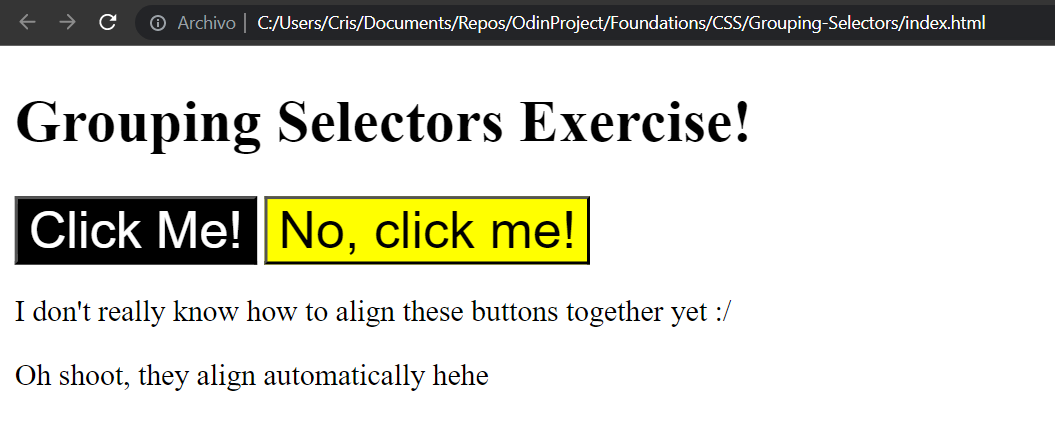 Archivo | C:/Users/Cris/Documents/Repos/OdinProject/Foundations/CSS/Grouping-Selectors/index.html
Grouping Selectors Exercise!
Click Me! No, click me!
I don't really know how to align these buttons together yet :/
Oh shoot, they align automatically hehe